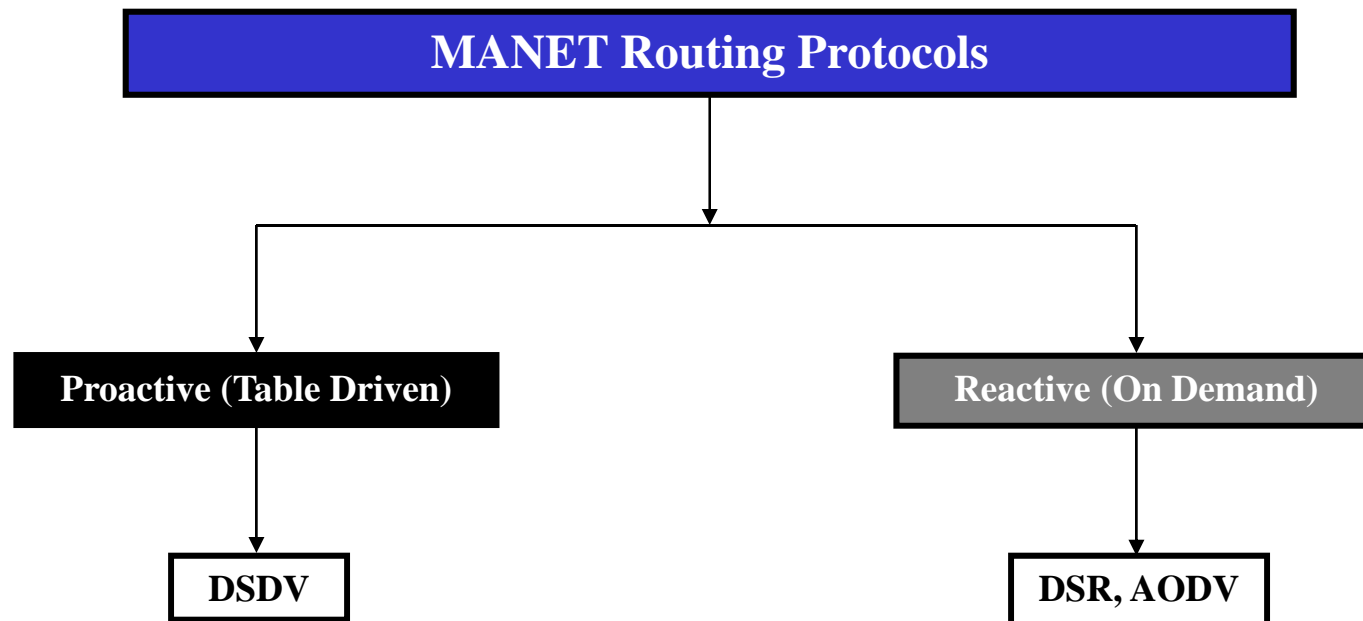 MANET Routing Protocols
Proactive (Table Driven)
Reactive (On Demand)
DSDV
DSR, AODV